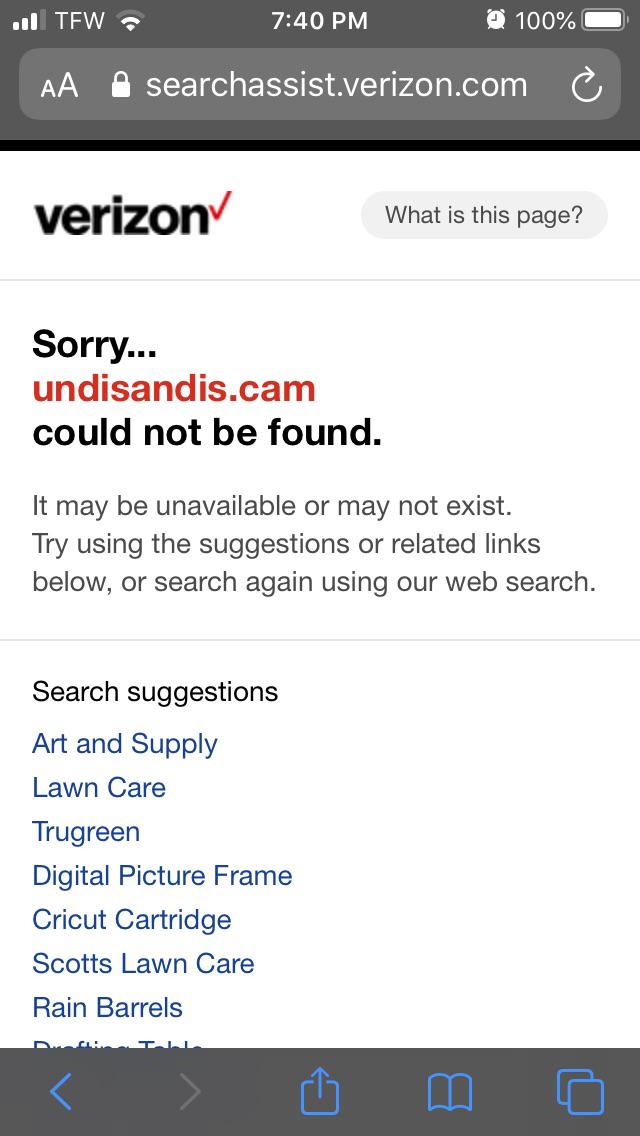 TFW 7:40 PM 100%
AA searchassist.verizon.com
verizon What is this page?
Sorry...
undisandis.cam
could not be found.
It may be unavailable or may not exist.
Try using the suggestions or related links
below, or search again using our web search.
Search suggestions
Art and Supply
Lawn Care
Trugreen
Digital Picture Frame
Cricut Cartridge
Scotts Lawn Care
Rain Barrels
Drafting Table